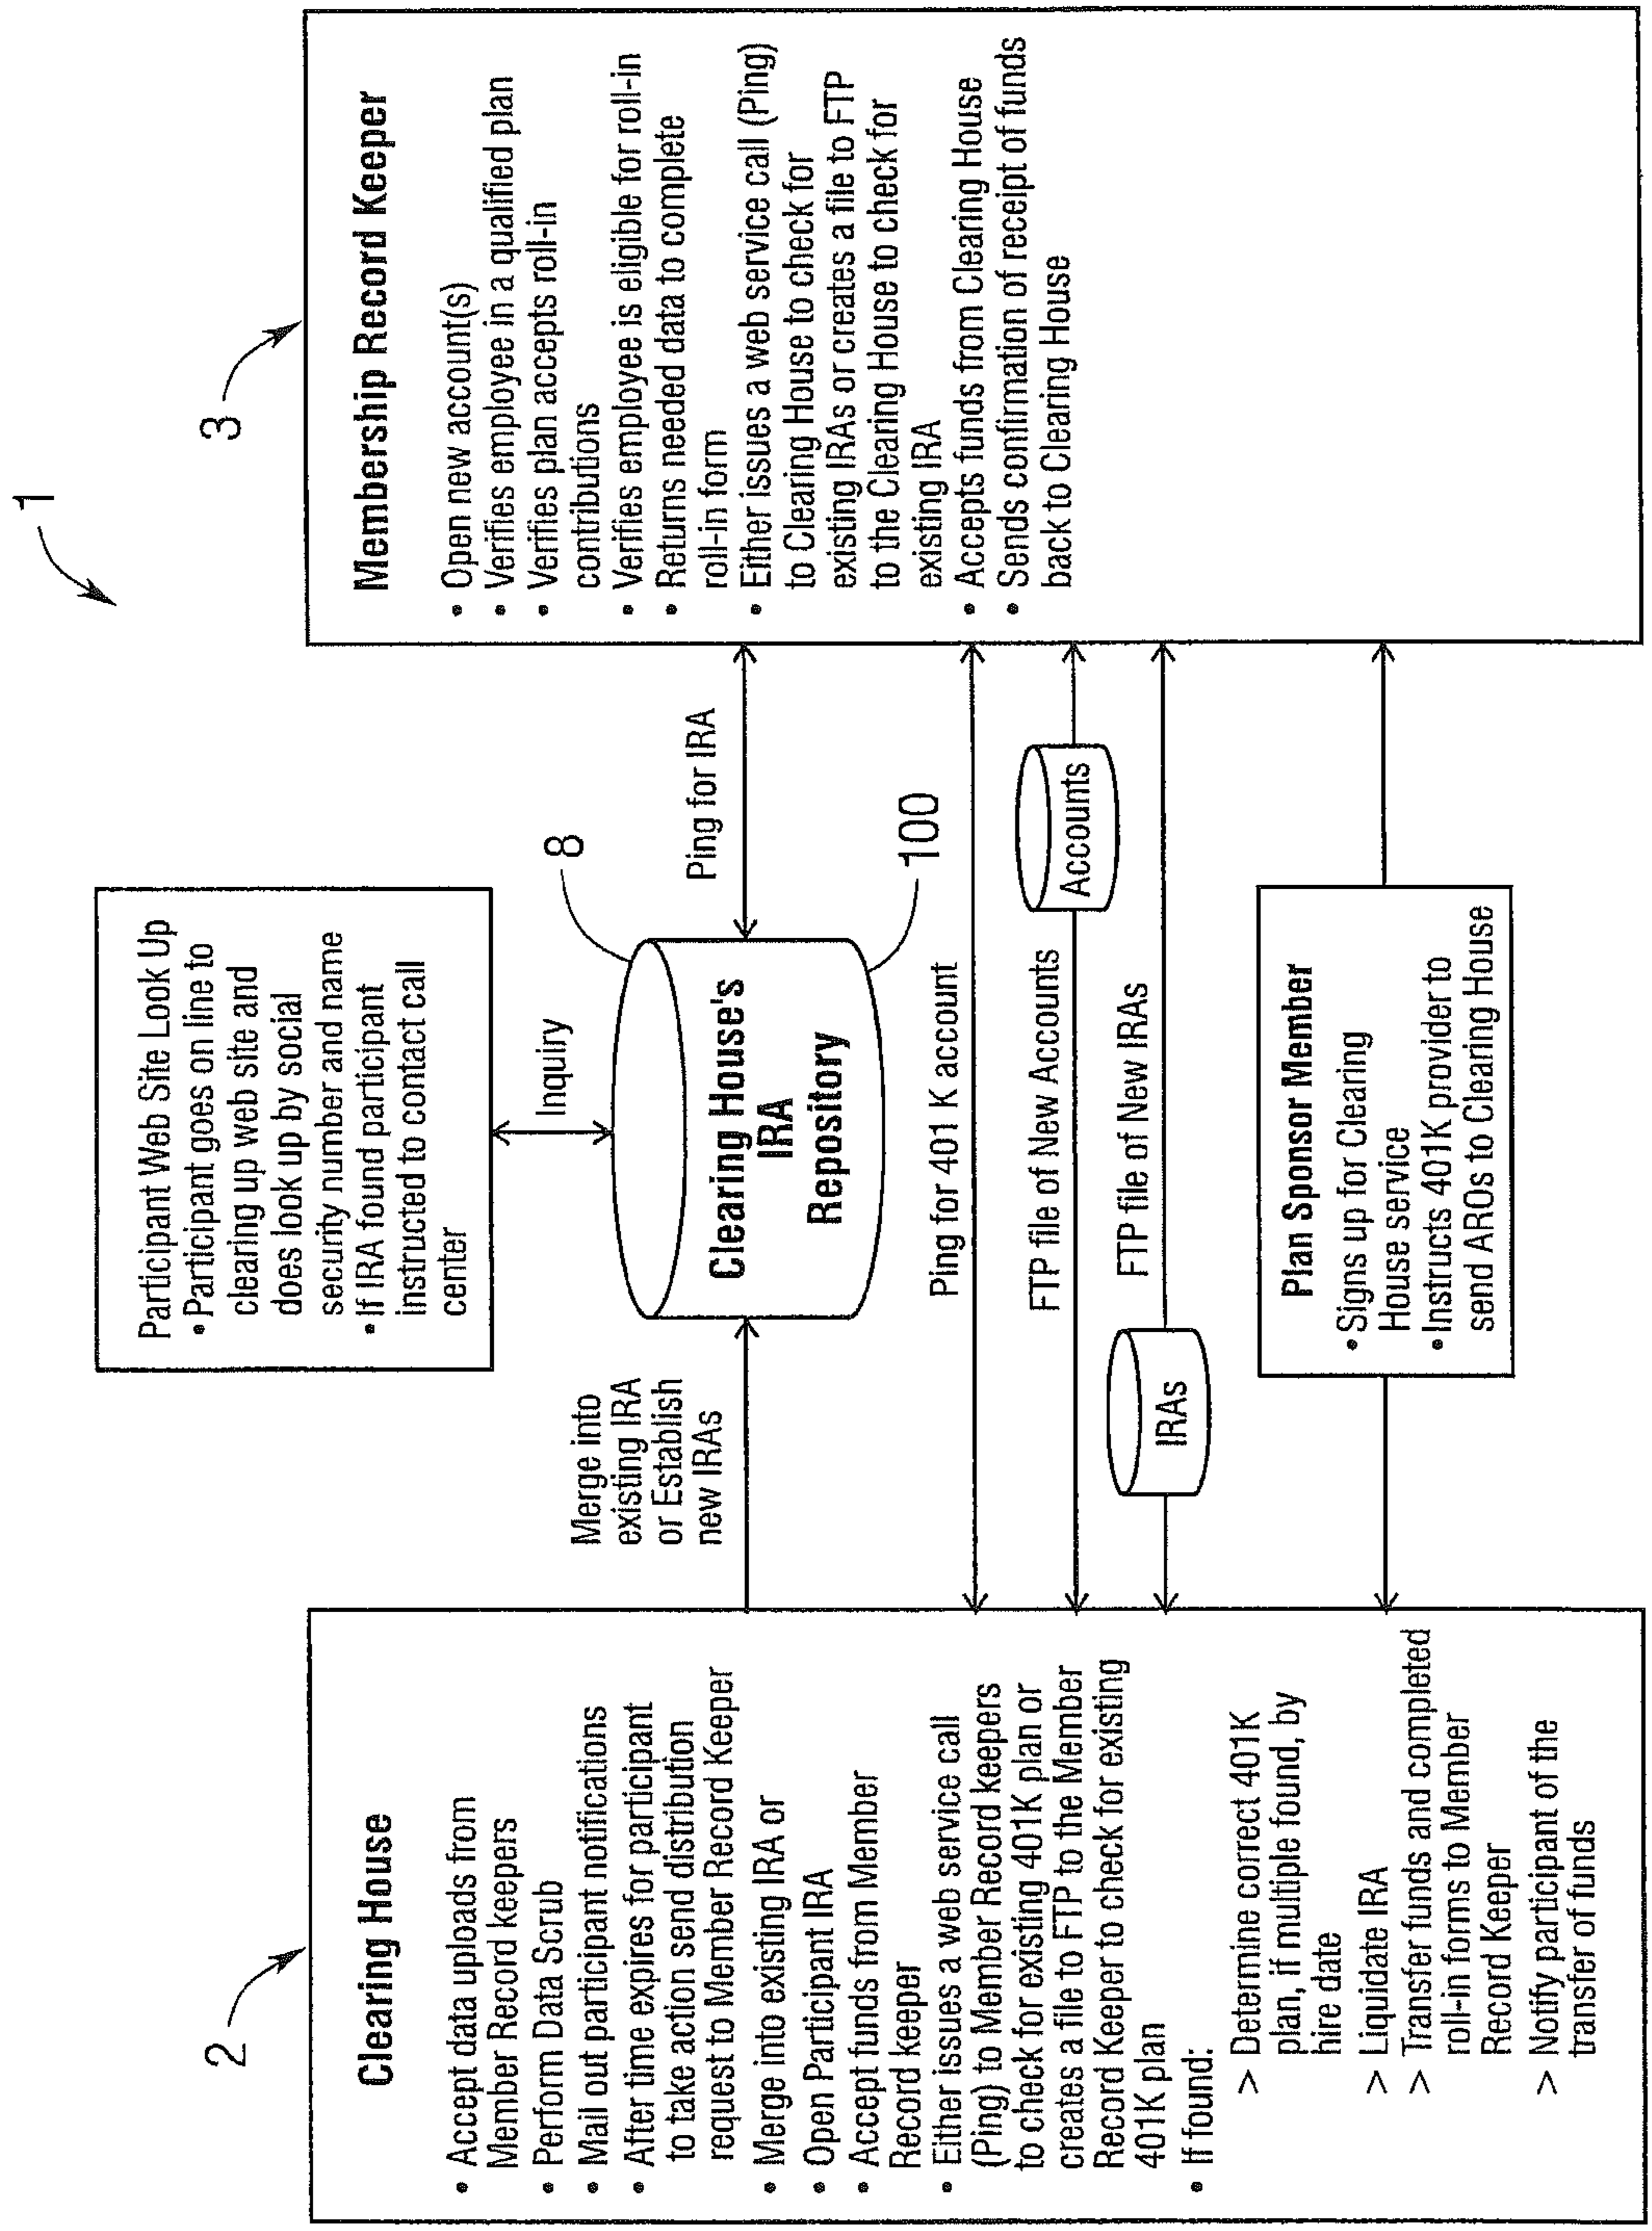 1
2
Clearing House
• Accept data uploads from
Member Record keepers
• Perform Data Scrub
• Mail out participant notifications
• After time expires for participant
to take action send distribution
request to Member Record Keeper
• Merge into existing IRA or
• Open Participant IRA
• Accept funds from Member
Record keeper
• Either issues a web service call
(Ping) to Member Record keepers
to check for existing 401K plan or
creates a file to FTP to the Member
Record Keeper to check for existing
401K plan
• If found:
> Determine correct 401K
plan, if multiple found, by
hire date
> Liquidate IRA
> Transfer funds and completed
roll-in forms to Member
Record Keeper
> Notify participant of the
transfer of funds
Participant Web Site Look Up
• Participant goes on line to
clearing up web site and
does look up by social
security number and name
• If IRA found participant
instructed to contact call
center
Inquiry
8
Merge into
existing IRA
or Establish
new IRAs
Clearing House's
IRA
Repository
100
Ping for IRA
Ping for 401 K account
FTP file of New Accounts
Accounts
FTP file of New IRAs
IRAs
Plan Sponsor Member
• Signs up for Clearing
House service
• Instructs 401K provider to
send AROs to Clearing House
3
Membership Record Keeper
• Open new account(s)
• Verifies employee in a qualified plan
• Verifies plan accepts roll-in
contributions
• Verifies employee is eligible for roll-in
• Returns needed data to complete
roll-in form
• Either issues a web service call (Ping)
to Clearing House to check for
existing IRAs or creates a file to FTP
to the Clearing House to check for
existing IRA
• Accepts funds from Clearing House
• Sends confirmation of receipt of funds
back to Clearing House